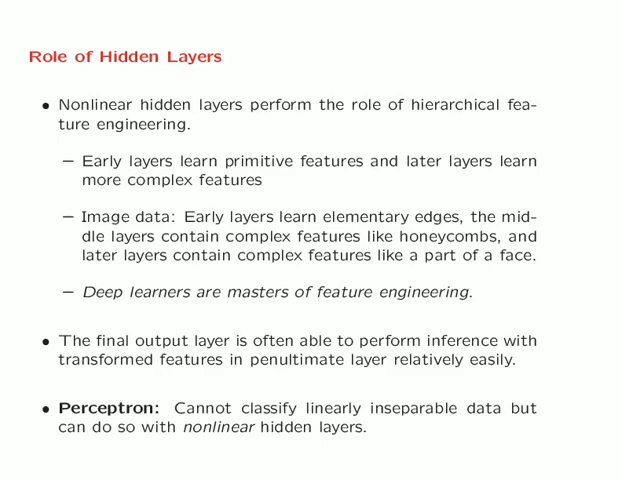 Role of Hidden Layers
• Nonlinear hidden layers perform the role of hierarchical fea-
ture engineering.
– Early layers learn primitive features and later layers learn
more complex features
– Image data: Early layers learn elementary edges, the mid-
dle layers contain complex features like honeycombs, and
later layers contain complex features like a part of a face.
– Deep learners are masters of feature engineering.
• The final output layer is often able to perform inference with
transformed features in penultimate layer relatively easily.
• Perceptron: Cannot classify linearly inseparable data but
can do so with nonlinear hidden layers.